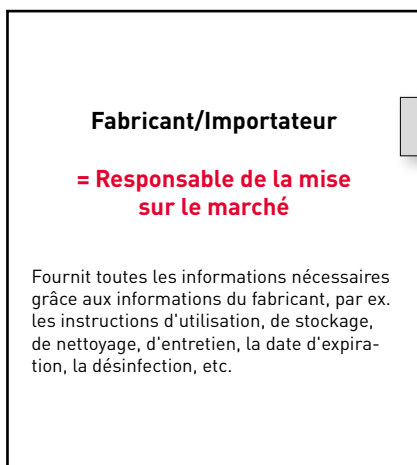 Fabricant/Importateur
= Responsable de la mise
sur le marché
Fournit toutes les informations nécessaires
grâce aux informations du fabricant, par ex.
les instructions d'utilisation, de stockage,
de nettoyage, d'entretien, la date d'expira-
tion, la désinfection, etc.